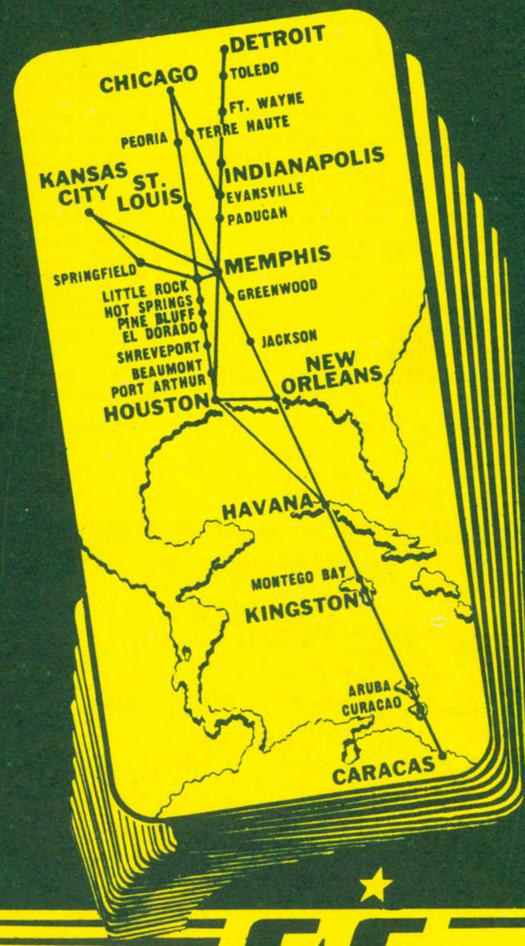 DETROIT
TOLEDO
CHICAGO
FT. WAYNE
TERRE HAUTE
PEORIA
INDIANAPOLIS
KANSAS
CITY
ST.
LOUIS
EVANSVILLE
PADUCAH
MEMPHIS
SPRINGFIELD
GREENWOOD
LITTLE ROCK
HOT SPRINGS
PINE BLUFF
EL DORADO
JACKSON
SHREVEPORT
BEAUMONT
PORT ARTHUR
NEW
ORLEANS
HOUSTON
HAVANA
MONTEGO BAY
KINGSTON
ARUBA
CURACAO
CARACAS